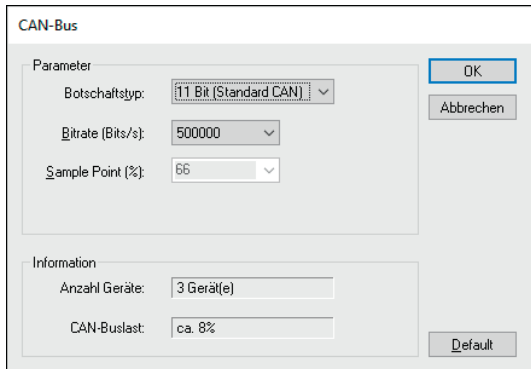 CAN-Bus
Parameter
Botschaftstyp: 11 Bit (Standard CAN)
Bitrate (Bits/s): 500000
Sample Point (%): 66
OK
Abbrechen
Information
Anzahl Geräte: 3 Gerät(e)
CAN-Buslast: ca. 8%
Default